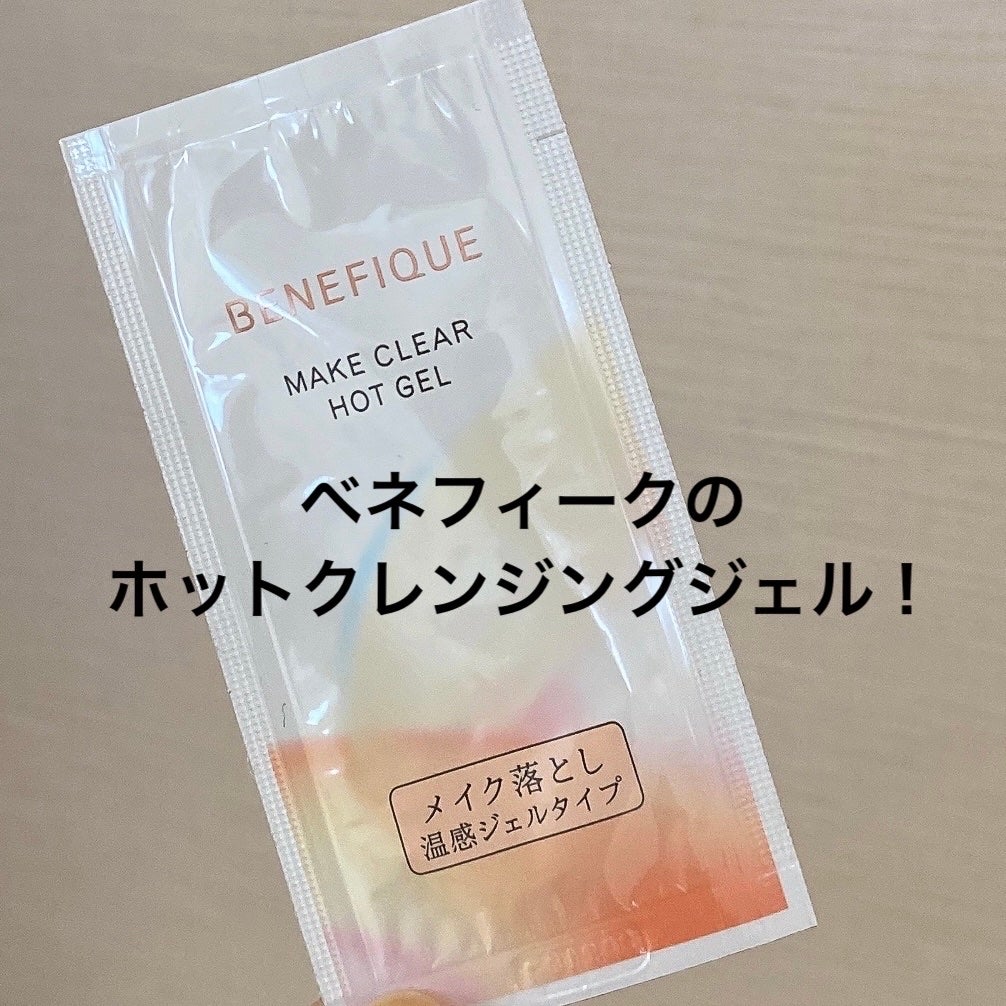 BENEFIQUE
MAKE CLEAR
HOT GEL
ベネフィークの
ホットクレンジングジェル！
メイク落とし
温感ジェルタイプ